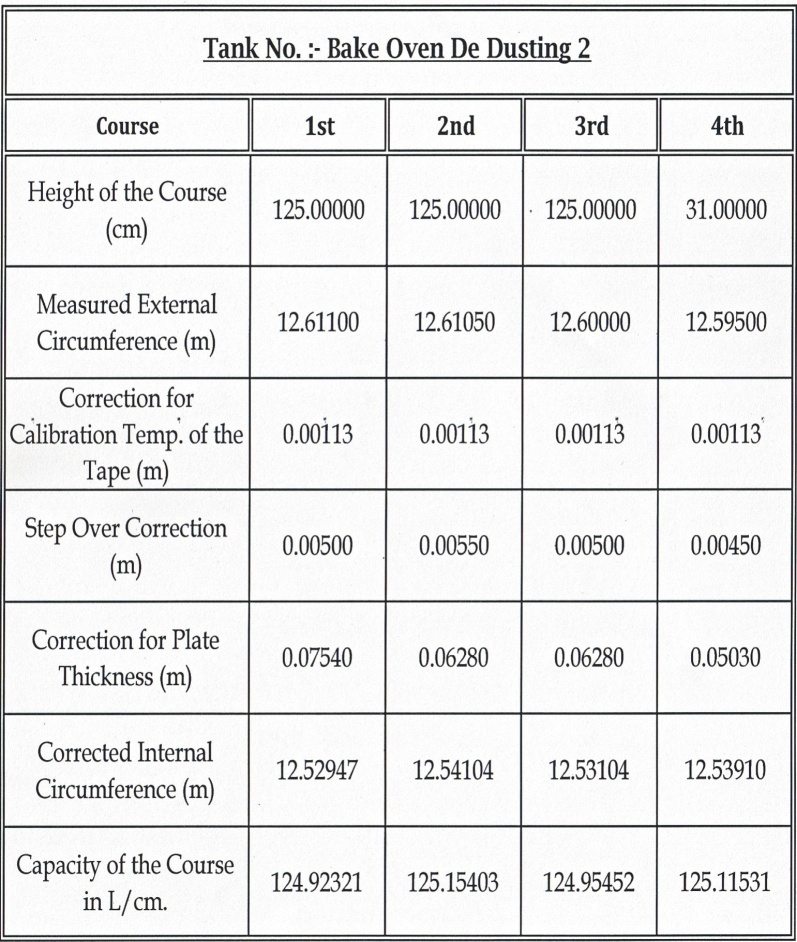 Tank No. :- Bake Oven De Dusting 2
Course 1st 2nd 3rd 4th
Height of the Course
(cm) 125.00000 125.00000 125.00000 31.00000
Measured External
Circumference (m) 12.61100 12.61050 12.60000 12.59500
Correction for
Calibration Temp. of the
Tape (m) 0.00113 0.00113 0.00113 0.00113
Step Over Correction
(m) 0.00500 0.00550 0.00500 0.00450
Correction for Plate
Thickness (m) 0.07540 0.06280 0.06280 0.05030
Corrected Internal
Circumference (m) 12.52947 12.54104 12.53104 12.53910
Capacity of the Course
in L/cm. 124.92321 125.15403 124.95452 125.11531